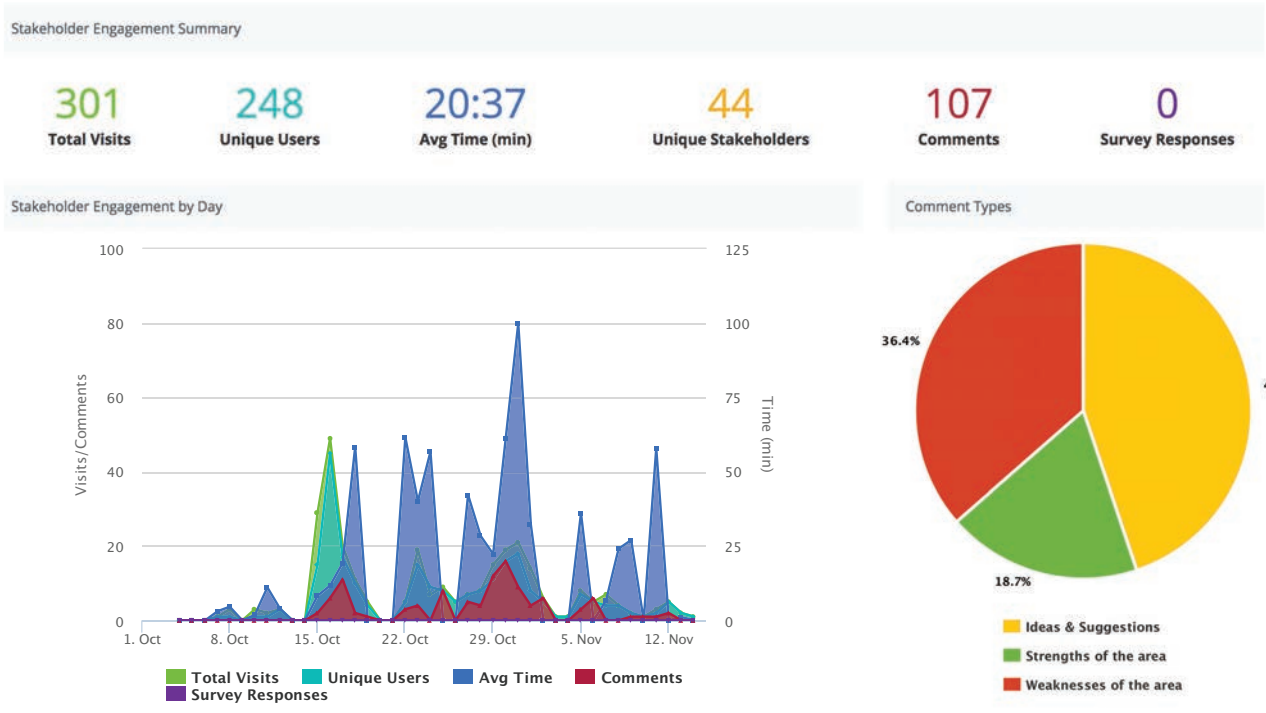 Stakeholder Engagement Summary
301 248 20:37 44 107 0
Total Visits Unique Users Avg Time (min) Unique Stakeholders Comments Survey Responses
Stakeholder Engagement by Day
Comment Types
100 125
80 100
60 75
40 50
20 25
0 0
Visits/Comments
Time (min)
1. Oct 8. Oct 15. Oct 22. Oct 29. Oct 5. Nov 12. Nov
Total Visits Unique Users Avg Time Comments
Survey Responses
36.4%
18.7%
Ideas & Suggestions
Strengths of the area
Weaknesses of the area